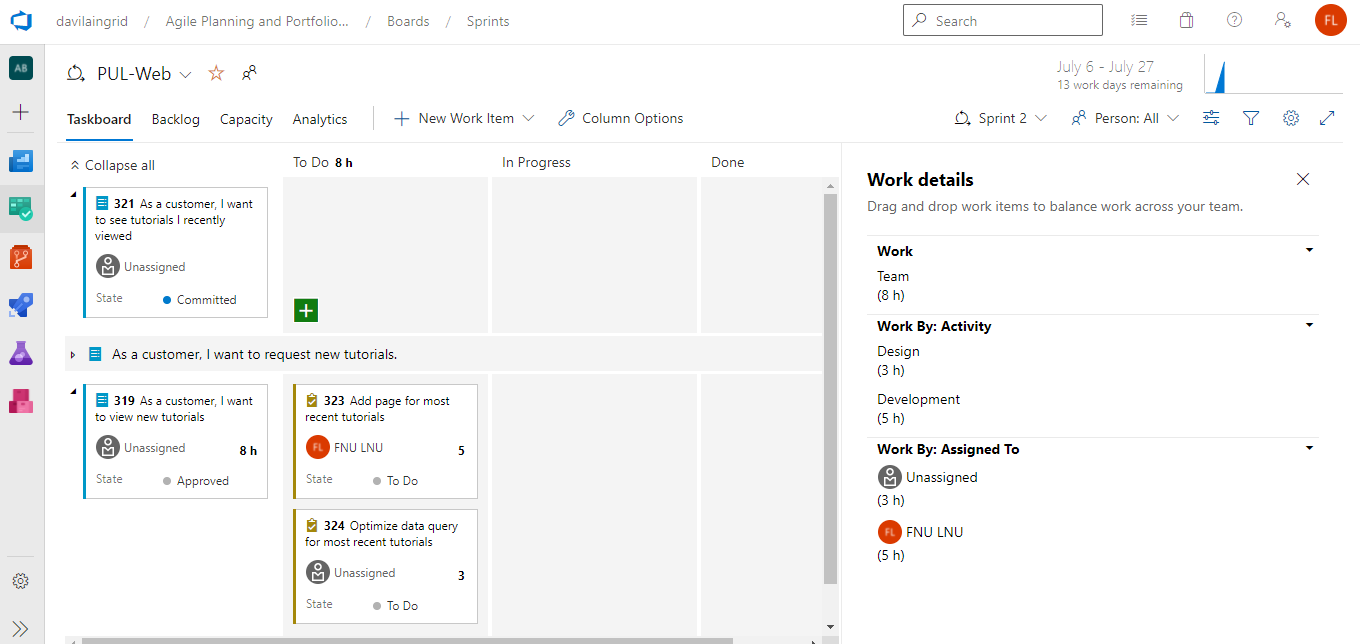 davilaingrid / Agile Planning and Portfolio... / Boards / Sprints
Search
FL
AB
PUL-Web
July 6 - July 27
13 work days remaining
Taskboard Backlog Capacity Analytics New Work Item Column Options
Sprint 2 Person: All
Collapse all
To Do 8 h
In Progress
Done
321 As a customer, I want
to see tutorials I recently
viewed
Unassigned
State Committed
As a customer, I want to request new tutorials.
319 As a customer, I want
to view new tutorials
Unassigned 8 h
State Approved
323 Add page for most
recent tutorials
FL FNU LNU 5
State To Do
324 Optimize data query
for most recent tutorials
Unassigned 3
State To Do
Work details
Drag and drop work items to balance work across your team.
Work
Team
(8 h)
Work By: Activity
Design
(3 h)
Development
(5 h)
Work By: Assigned To
Unassigned
(3 h)
FL FNU LNU
(5 h)